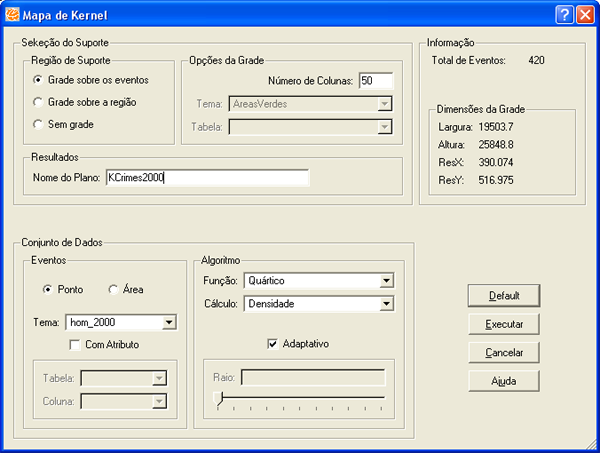 Mapa de Kernel
Sekeção do Suporte
Região de Suporte
Grade sobre os eventos
Grade sobre a região
Sem grade
Opções da Grade
Número de Colunas: 50
Tema: AreasVerdes
Tabela:
Resultados
Nome do Plano: KCrimes2000
Informação
Total de Eventos: 420
Dimensões da Grade
Largura: 19503.7
Altura: 25848.8
ResX: 390.074
ResY: 516.975
Conjunto de Dados
Eventos
Ponto Área
Tema: hom_2000
Com Atributo
Tabela:
Coluna:
Algoritmo
Função: Quártico
Cálculo: Densidade
Adaptativo
Raio:
Default
Executar
Cancelar
Ajuda